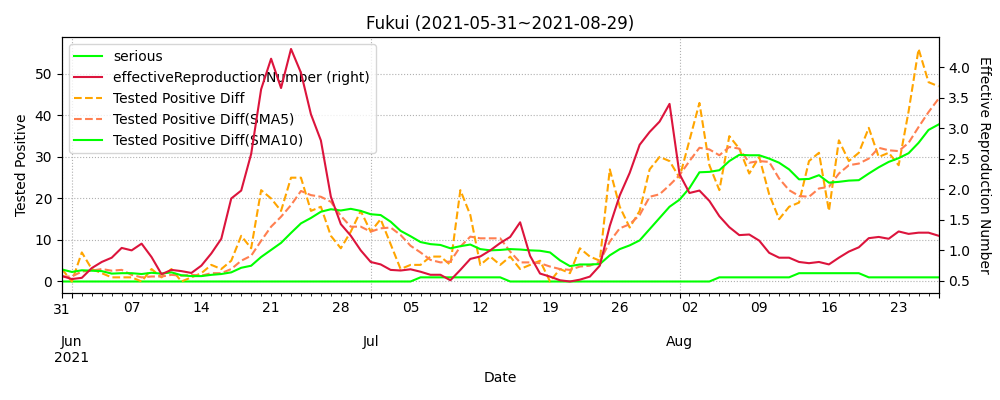 Fukui (2021-05-31~2021-08-29)
serious
effectiveReproductionNumber (right)
Tested Positive Diff
Tested Positive Diff(SMA5)
Tested Positive Diff(SMA10)
Tested Positive
50
40
30
20
10
0
4.0
3.5
3.0
2.5
2.0
1.5
1.0
0.5
Effective Reproduction Number
31 07 14 21 28 05 12 19 26 02 09 16 23
Jun Jul Aug
2021
Date